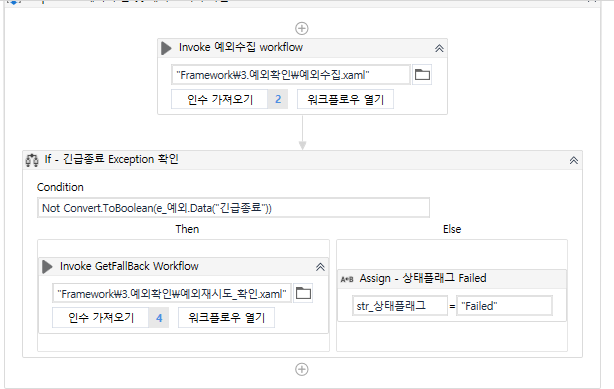 Invoke 예외수집 workflow
"Framework₩3.예외확인₩예외수집.xaml"
인수 가져오기 2 워크플로우 열기
If - 긴급종료 Exception 확인
Condition
Not Convert.ToBoolean(e_예외.Data("긴급종료"))
Then Else
Invoke GetFallBack Workflow
"Framework₩3.예외확인₩예외재시도_확인.xaml"
인수 가져오기 4 워크플로우 열기
A*B Assign - 상태플래그 Failed
str_상태플래그 = "Failed"